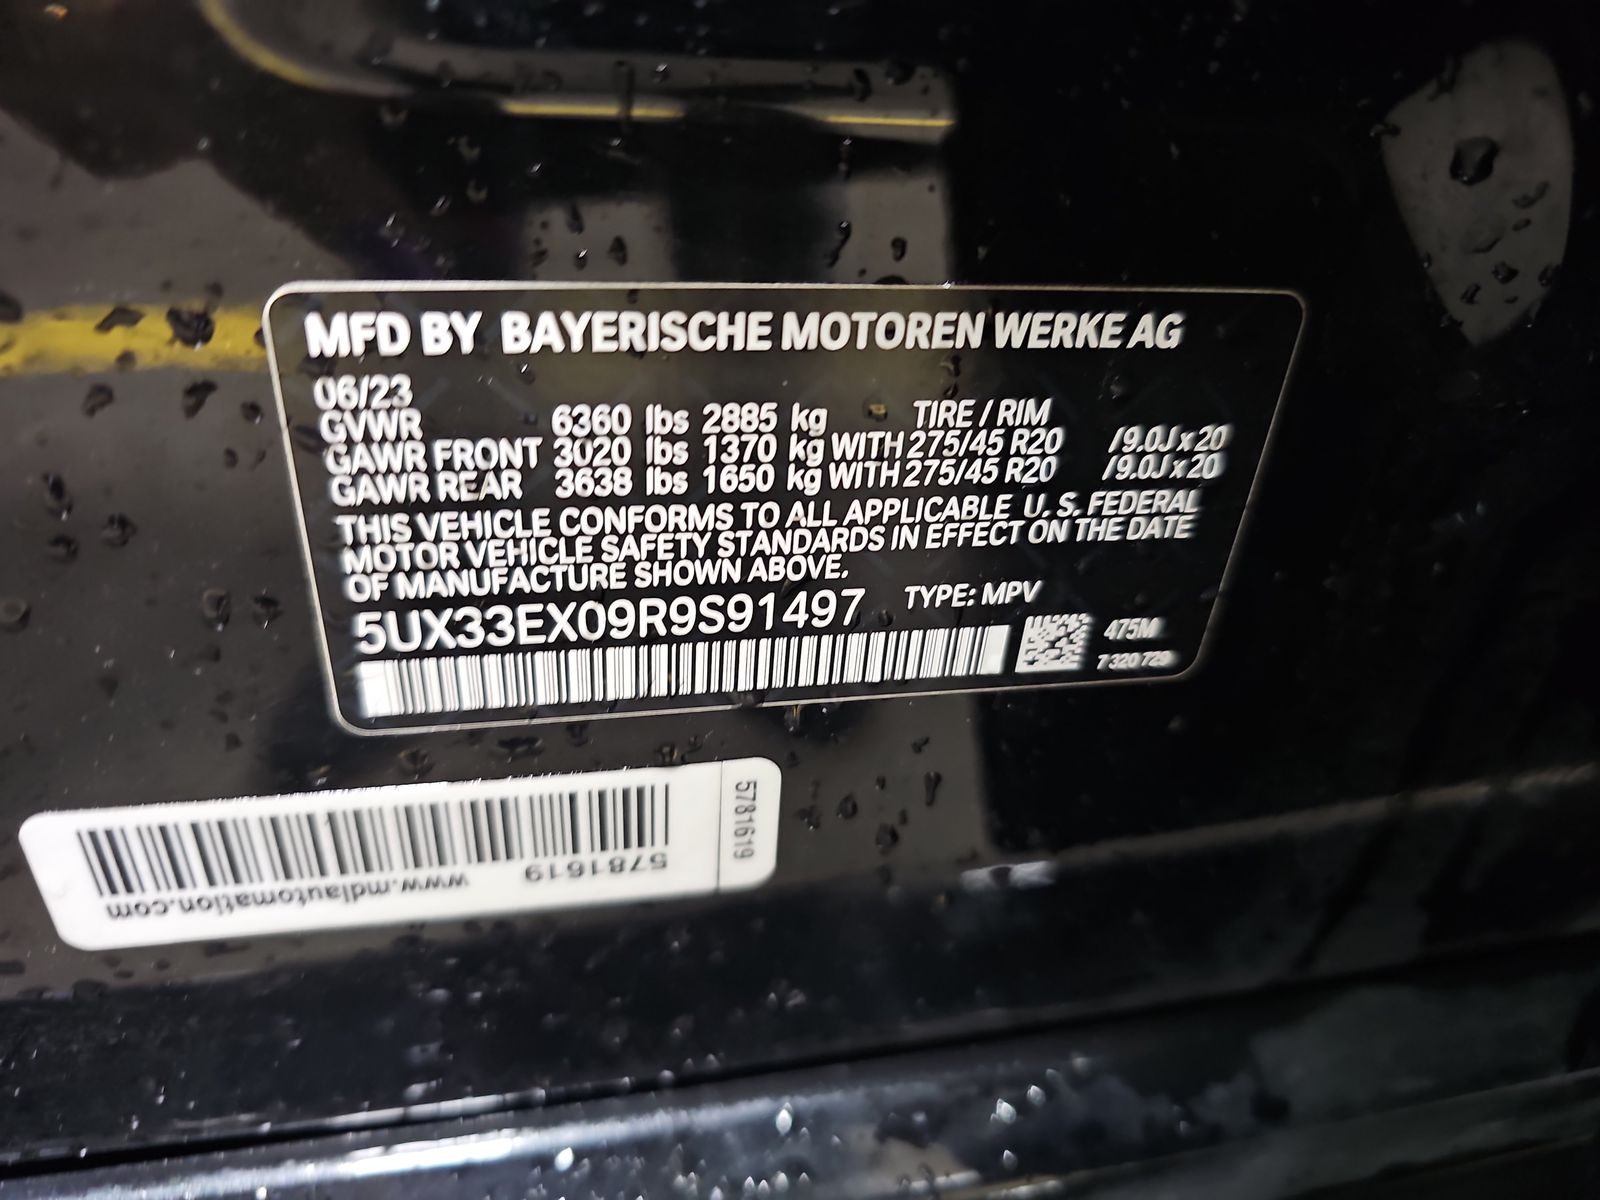 MFD BY BAYERISCHE MOTOREN WERKE AG
06/23
GVWR 6360 lbs 2885 kg TIRE / RIM
GAWR FRONT 3020 lbs 1370 kg WITH 275/45 R20 /9.0J x 20
GAWR REAR 3638 lbs 1650 kg WITH 275/45 R20 /9.0J x 20
THIS VEHICLE CONFORMS TO ALL APPLICABLE U.S. FEDERAL
MOTOR VEHICLE SAFETY STANDARDS IN EFFECT ON THE DATE
OF MANUFACTURE SHOWN ABOVE.
5UX33EX09R9S91497 TYPE: MPV
475M
7 320 729
5781619
5781619 www.mdlautomation.com